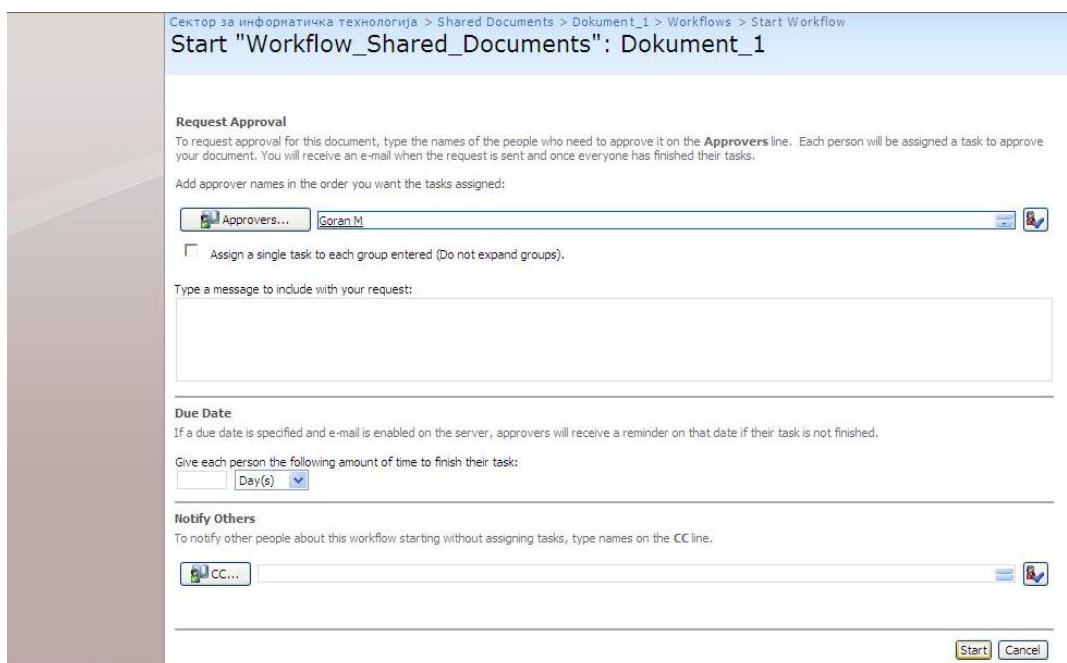 Сектор за информатичка технологија > Shared Documents > Dokument_1 > Workflows > Start Workflow
Start "Workflow_Shared_Documents": Dokument_1
Request Approval
To request approval for this document, type the names of the people who need to approve it on the Approvers line. Each person will be assigned a task to approve
your document. You will receive an e-mail when the request is sent and once everyone has finished their tasks.
Add approver names in the order you want the tasks assigned:
Approvers... Goran M
Assign a single task to each group entered (Do not expand groups).
Type a message to include with your request:
Due Date
If a due date is specified and e-mail is enabled on the server, approvers will receive a reminder on that date if their task is not finished.
Give each person the following amount of time to finish their task:
Day(s)
Notify Others
To notify other people about this workflow starting without assigning tasks, type names on the CC line.
CC...
Start Cancel